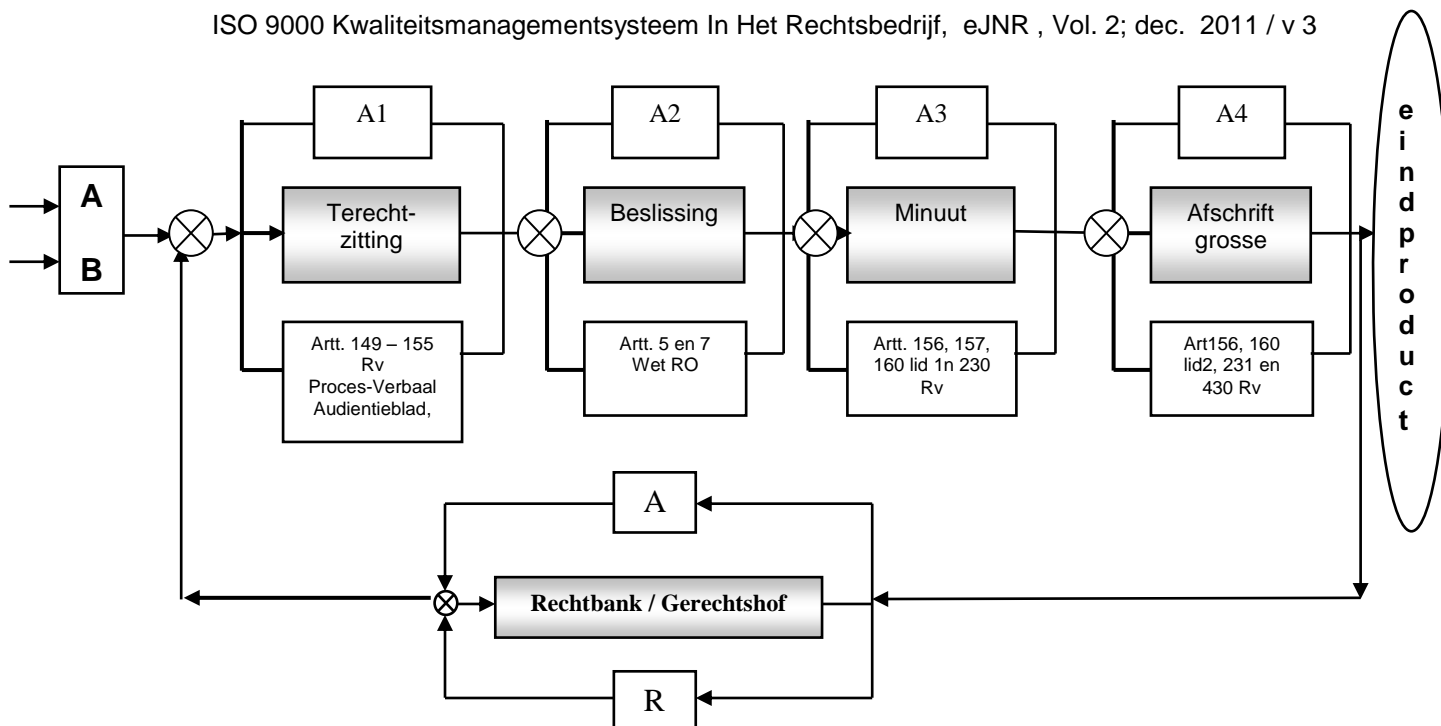 ISO 9000 Kwaliteitsmanagementsysteem In Het Rechtsbedrijf, eJNR , Vol. 2; dec. 2011 / v 3
A1
A2
A3
A4
A
B
Terecht-
zitting
Beslissing
Minuut
Afschrift
grosse
Artt. 149 – 155
Rv
Proces-Verbaal
Audientieblad,
Artt. 5 en 7
Wet RO
Artt. 156, 157,
160 lid 1n 230
Rv
Art156, 160
lid2, 231 en
430 Rv
e
i
n
d
p
r
o
d
u
c
t
A
Rechtbank / Gerechtshof
R